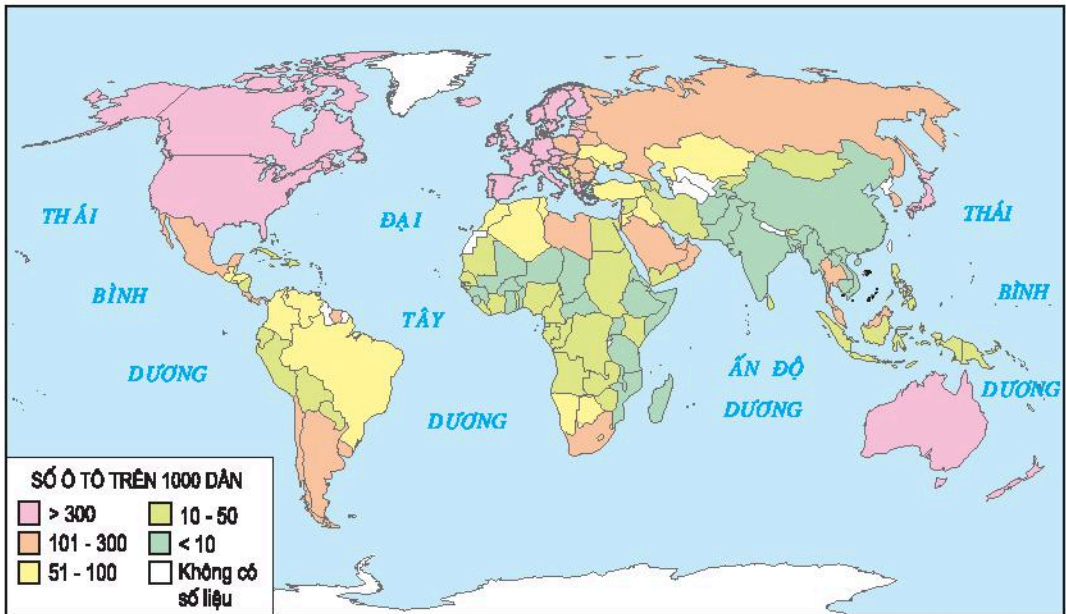 THÁI
ĐẠI
THÁI
BÌNH
TÂY
BÌNH
DƯƠNG
DƯƠNG
ẤN ĐỘ
DƯƠNG
DƯƠNG
SỐ Ô TÔ TRÊN 1000 DÂN
> 300
101 - 300
51 - 100
10 - 50
< 10
Không có
số liệu